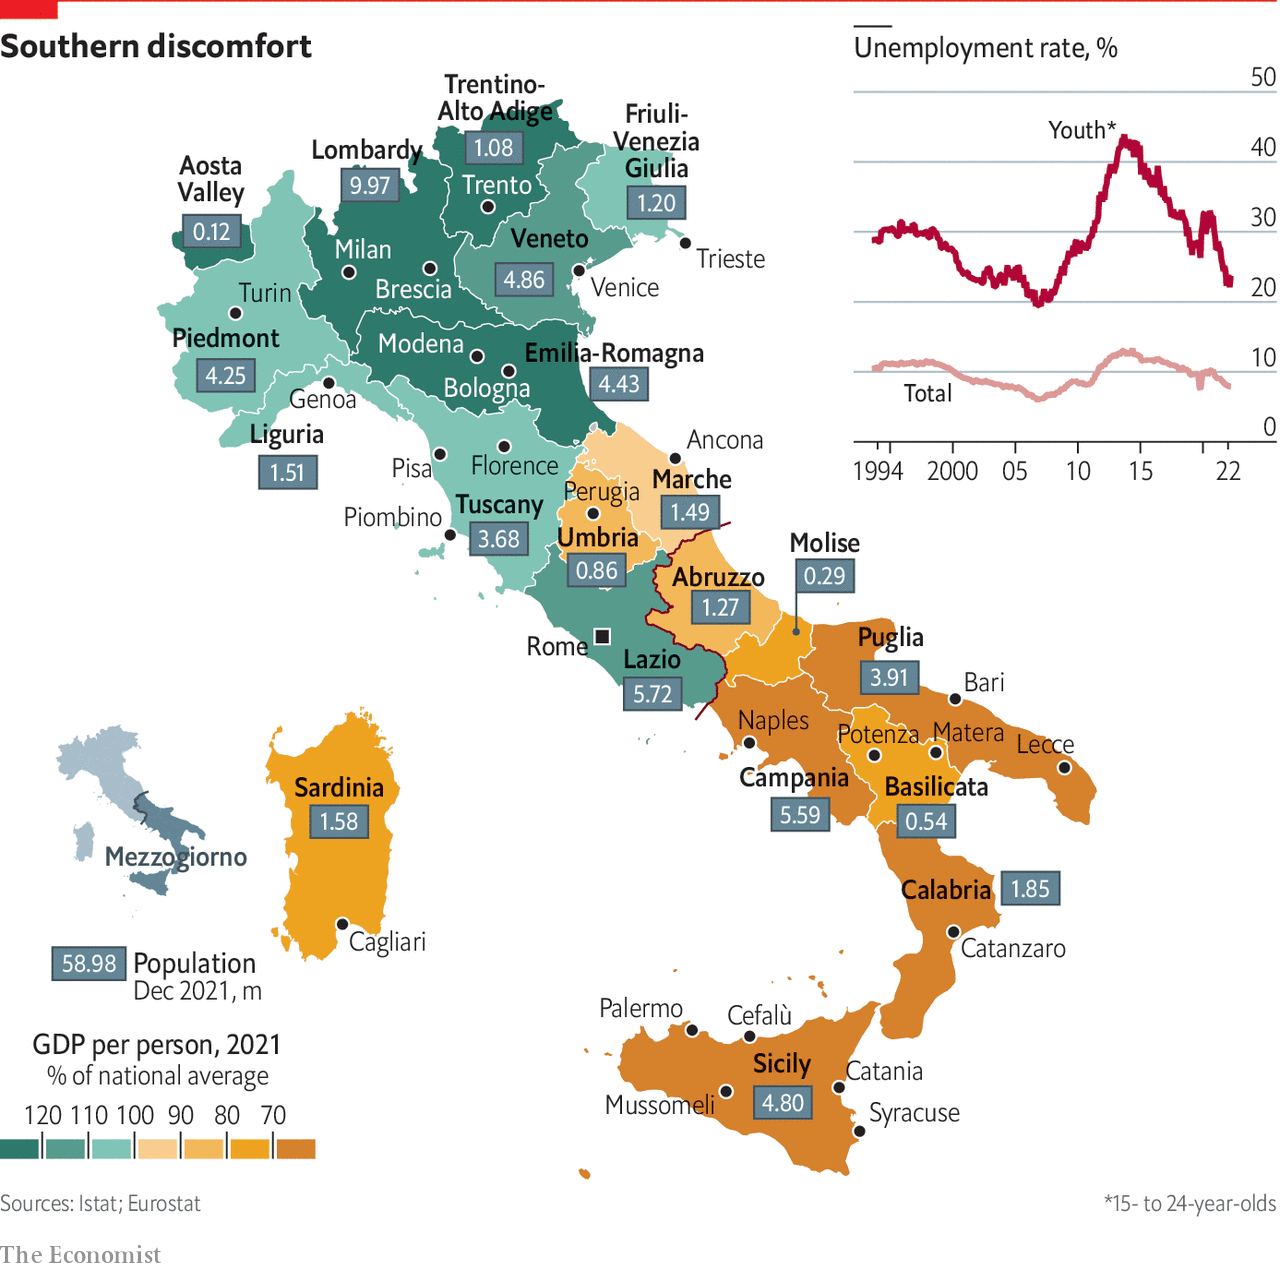 Southern discomfort
Unemployment rate, %
50
40
30
20
10
0
Youth*
Total
1994
2000
05
10
15
22
Trentino-
Alto Adige
1.08
Trento
Friuli-
Venezia
Giulia
1.20
Trieste
Lombardy
9.97
Milan
Brescia
Aosta
Valley
0.12
Veneto
4.86
Venice
Turin
Piedmont
4.25
Modena
Bologna
Emilia-Romagna
4.43
Genoa
Liguria
1.51
Pisa
Florence
Tuscany
3.68
Piombino
Ancona
Marche
1.49
Perugia
Umbria
0.86
Abruzzo
1.27
Molise
0.29
Rome
Lazio
5.72
Puglia
3.91
Bari
Naples
Campania
5.59
Potenza
Matera
Lecce
Basilicata
0.54
Sardinia
1.58
Cagliari
Calabria
1.85
Catanzaro
Palermo
Cefalù
Sicily
4.80
Catania
Mussomeli
Syracuse
Mezzogiorno
58.98
Population
Dec 2021, m
GDP per person, 2021
% of national average
120 110 100 90 80 70
Sources: Istat; Eurostat
*15- to 24-year-olds
The Economist